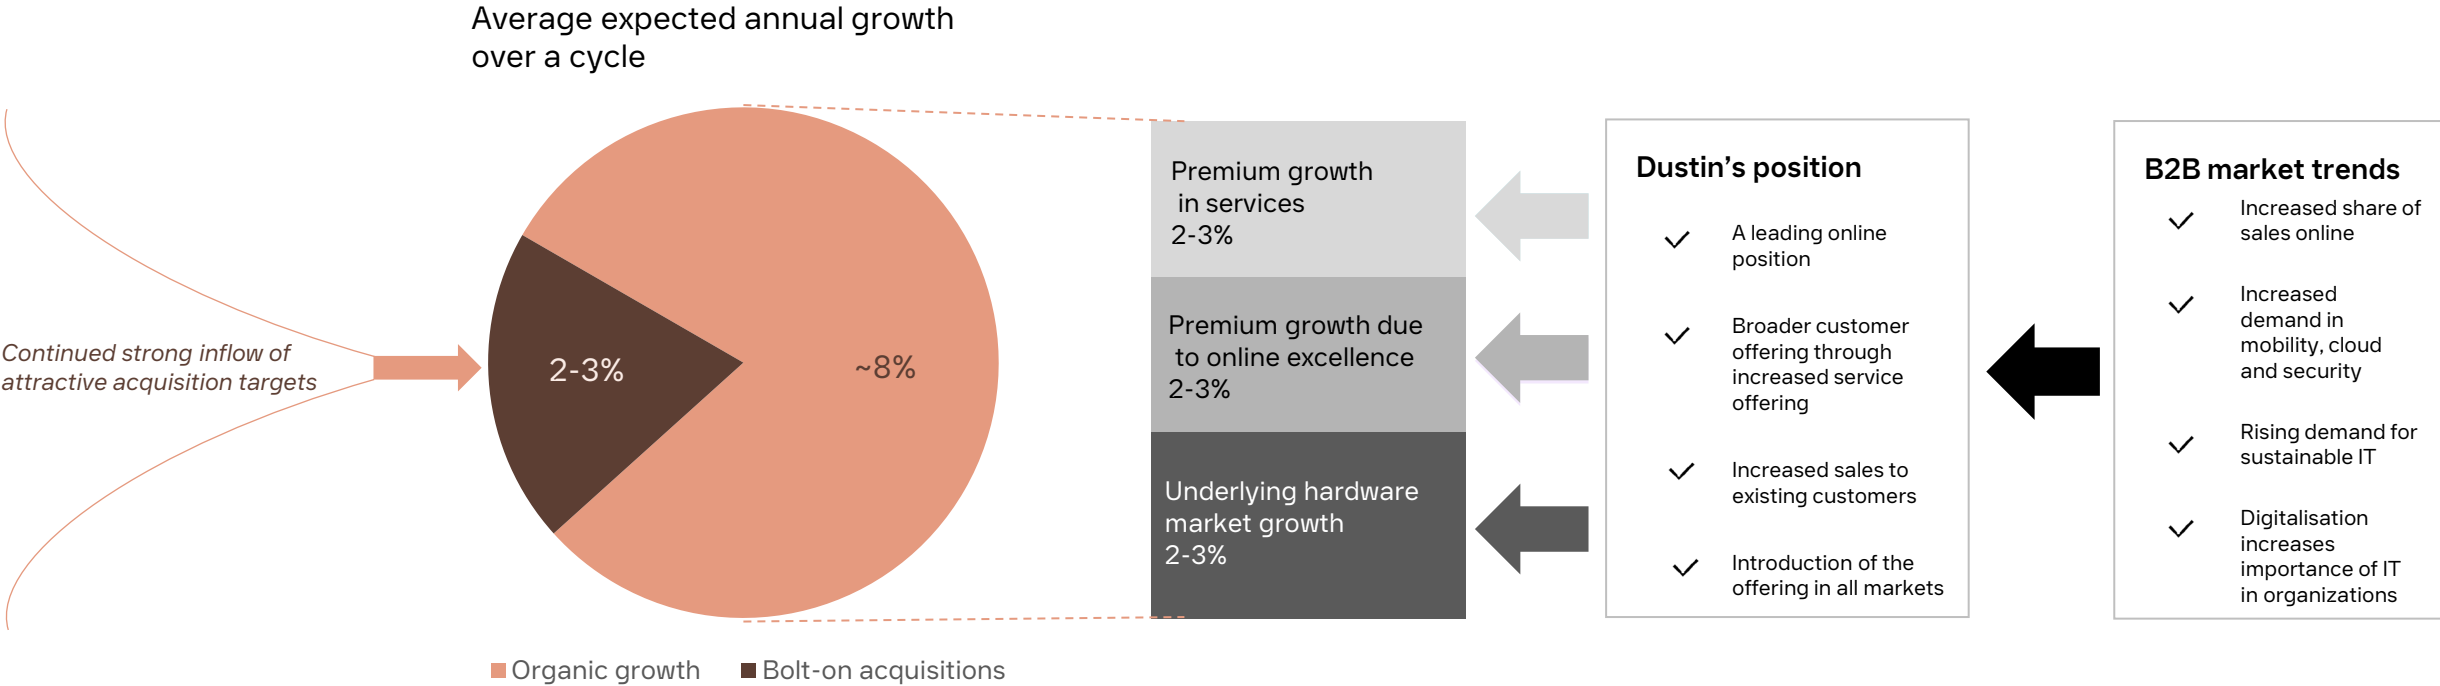 Average expected annual growth
over a cycle
Continued strong inflow of
attractive acquisition targets
2-3%
~8%
Organic growth
Bolt-on acquisitions
Premium growth
in services
2-3%
Premium growth due
to online excellence
2-3%
Underlying hardware
market growth
2-3%
Dustin’s position
A leading online
position
Broader customer
offering through
increased service
offering
Increased sales to
existing customers
Introduction of the
offering in all markets
B2B market trends
Increased share of
sales online
Increased
demand in
mobility, cloud
and security
Rising demand for
sustainable IT
Digitalisation
increases
importance of IT
in organizations